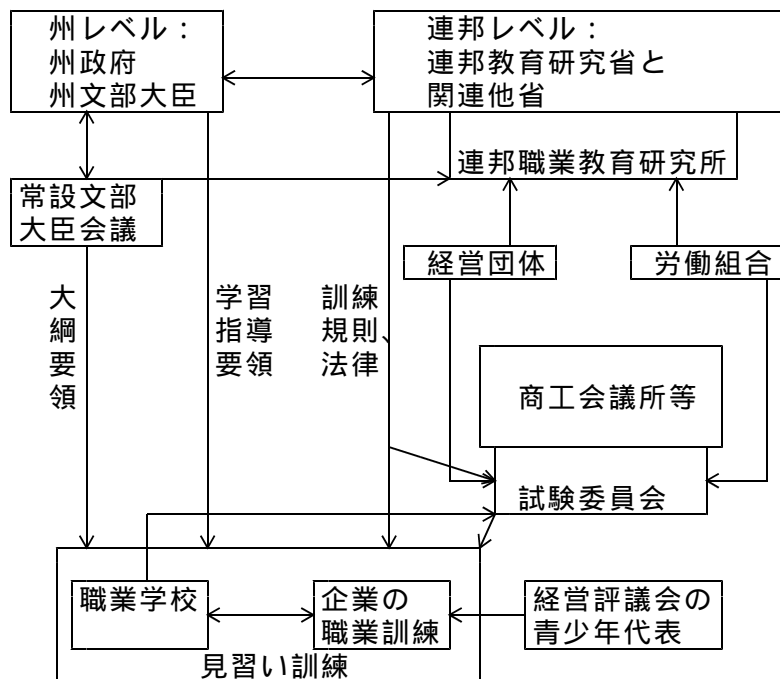 州レベル：
州政府
州文部大臣
連邦レベル：
連邦教育研究省と
関連他省
連邦職業教育研究所
常設文部
大臣会議
経営団体
労働組合
大綱要領
学習
指導
要領
訓練
規則、
法律
商工会議所等
試験委員会
職業学校
企業の
職業訓練
経営評議会の
青少年代表
見習い訓練